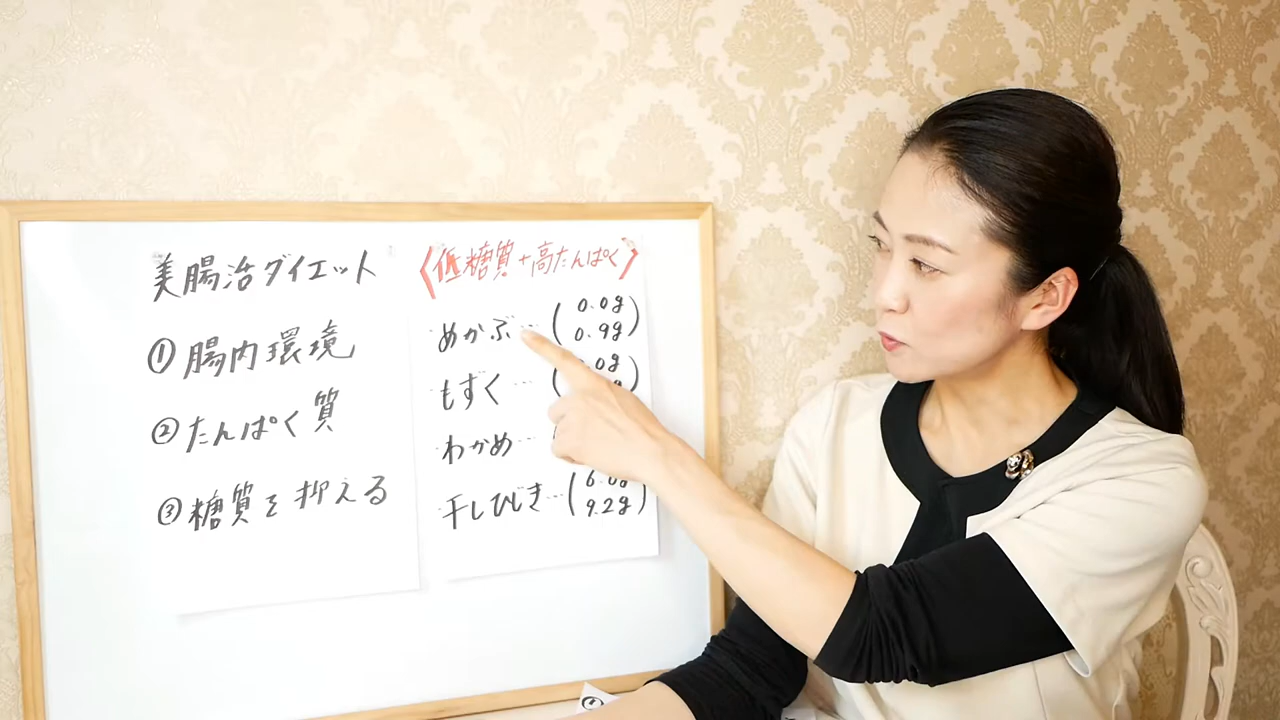 美腸治ダイエット
①腸内環境
②たんぱく質
③糖質を抑える
〈低糖質+高たんぱく〉
めかぶ…(0.0g
0.9g)
もすく…(0.0g
g)
わかめ…(
干しひじき…(6.0g
9.2g)